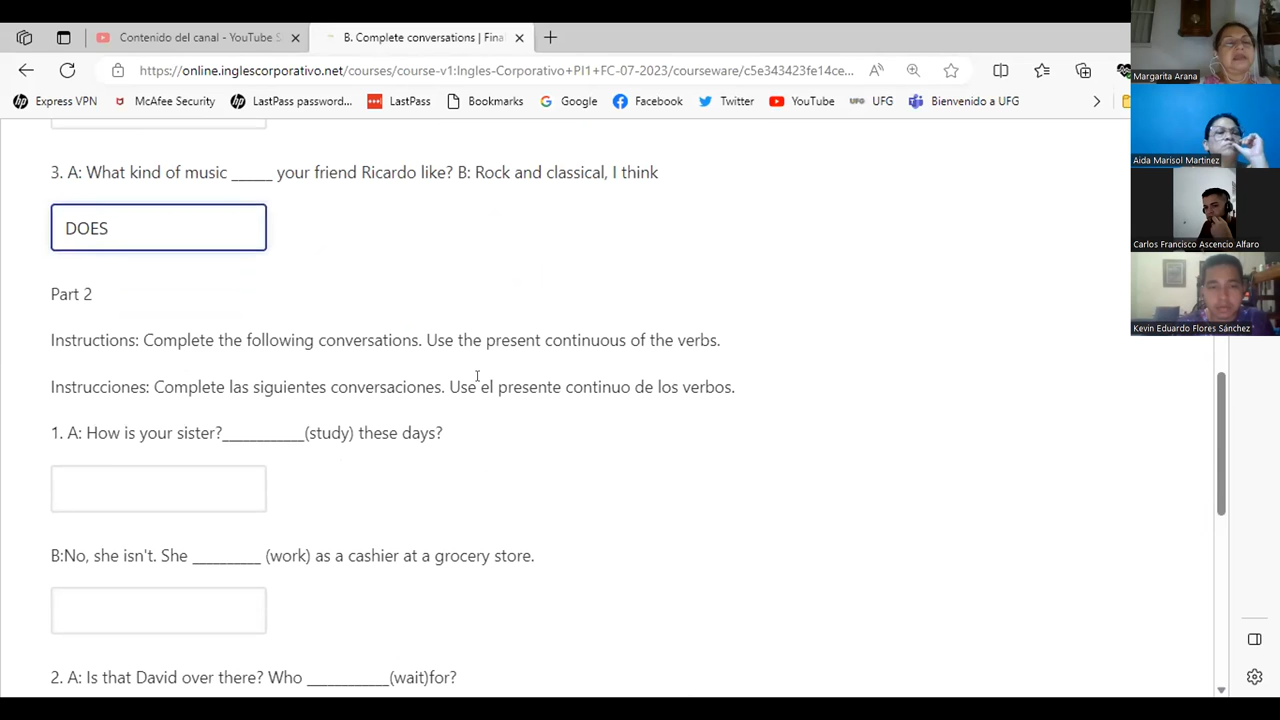 Contenido del canal - YouTube S
B. Complete conversations | Fina
https://online.inglescorporativo.net/courses/course-v1:Ingles-Corporativo+PI1+FC-07-2023/courseware/c5e343423fe14ce...
Express VPN
McAfee Security
LastPass password...
LastPass
Bookmarks
Google
Facebook
Twitter
YouTube
UFG
Bienvenido a UFG
3. A: What kind of music _____ your friend Ricardo like? B: Rock and classical, I think
DOES
Part 2
Instructions: Complete the following conversations. Use the present continuous of the verbs.
Instrucciones: Complete las siguientes conversaciones. Use el presente continuo de los verbos.
1. A: How is your sister?__________(study) these days?
B:No, she isn't. She ________ (work) as a cashier at a grocery store.
2. A: Is that David over there? Who __________(wait)for?
Margarita Arana
Aida Marisol Martinez
Carlos Francisco Ascencio Alfaro
Kevin Eduardo Flores Sánchez